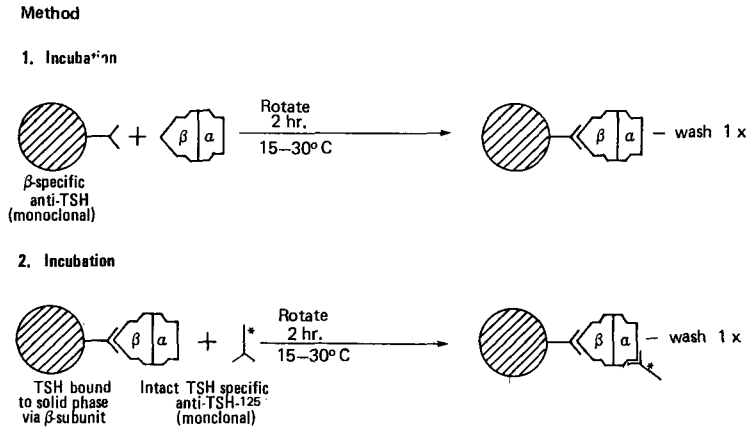 Method
1. Incubation
β α
Rotate
2 hr.
15–30° C
β α – wash 1 x
β-specific
anti-TSH
(monoclonal)
2. Incubation
β α + *
Rotate
2 hr.
15–30° C
β α – wash 1 x
*
TSH bound
to solid phase
via β-subunit
Intact TSH specific
anti-TSH-125
(monclonal)